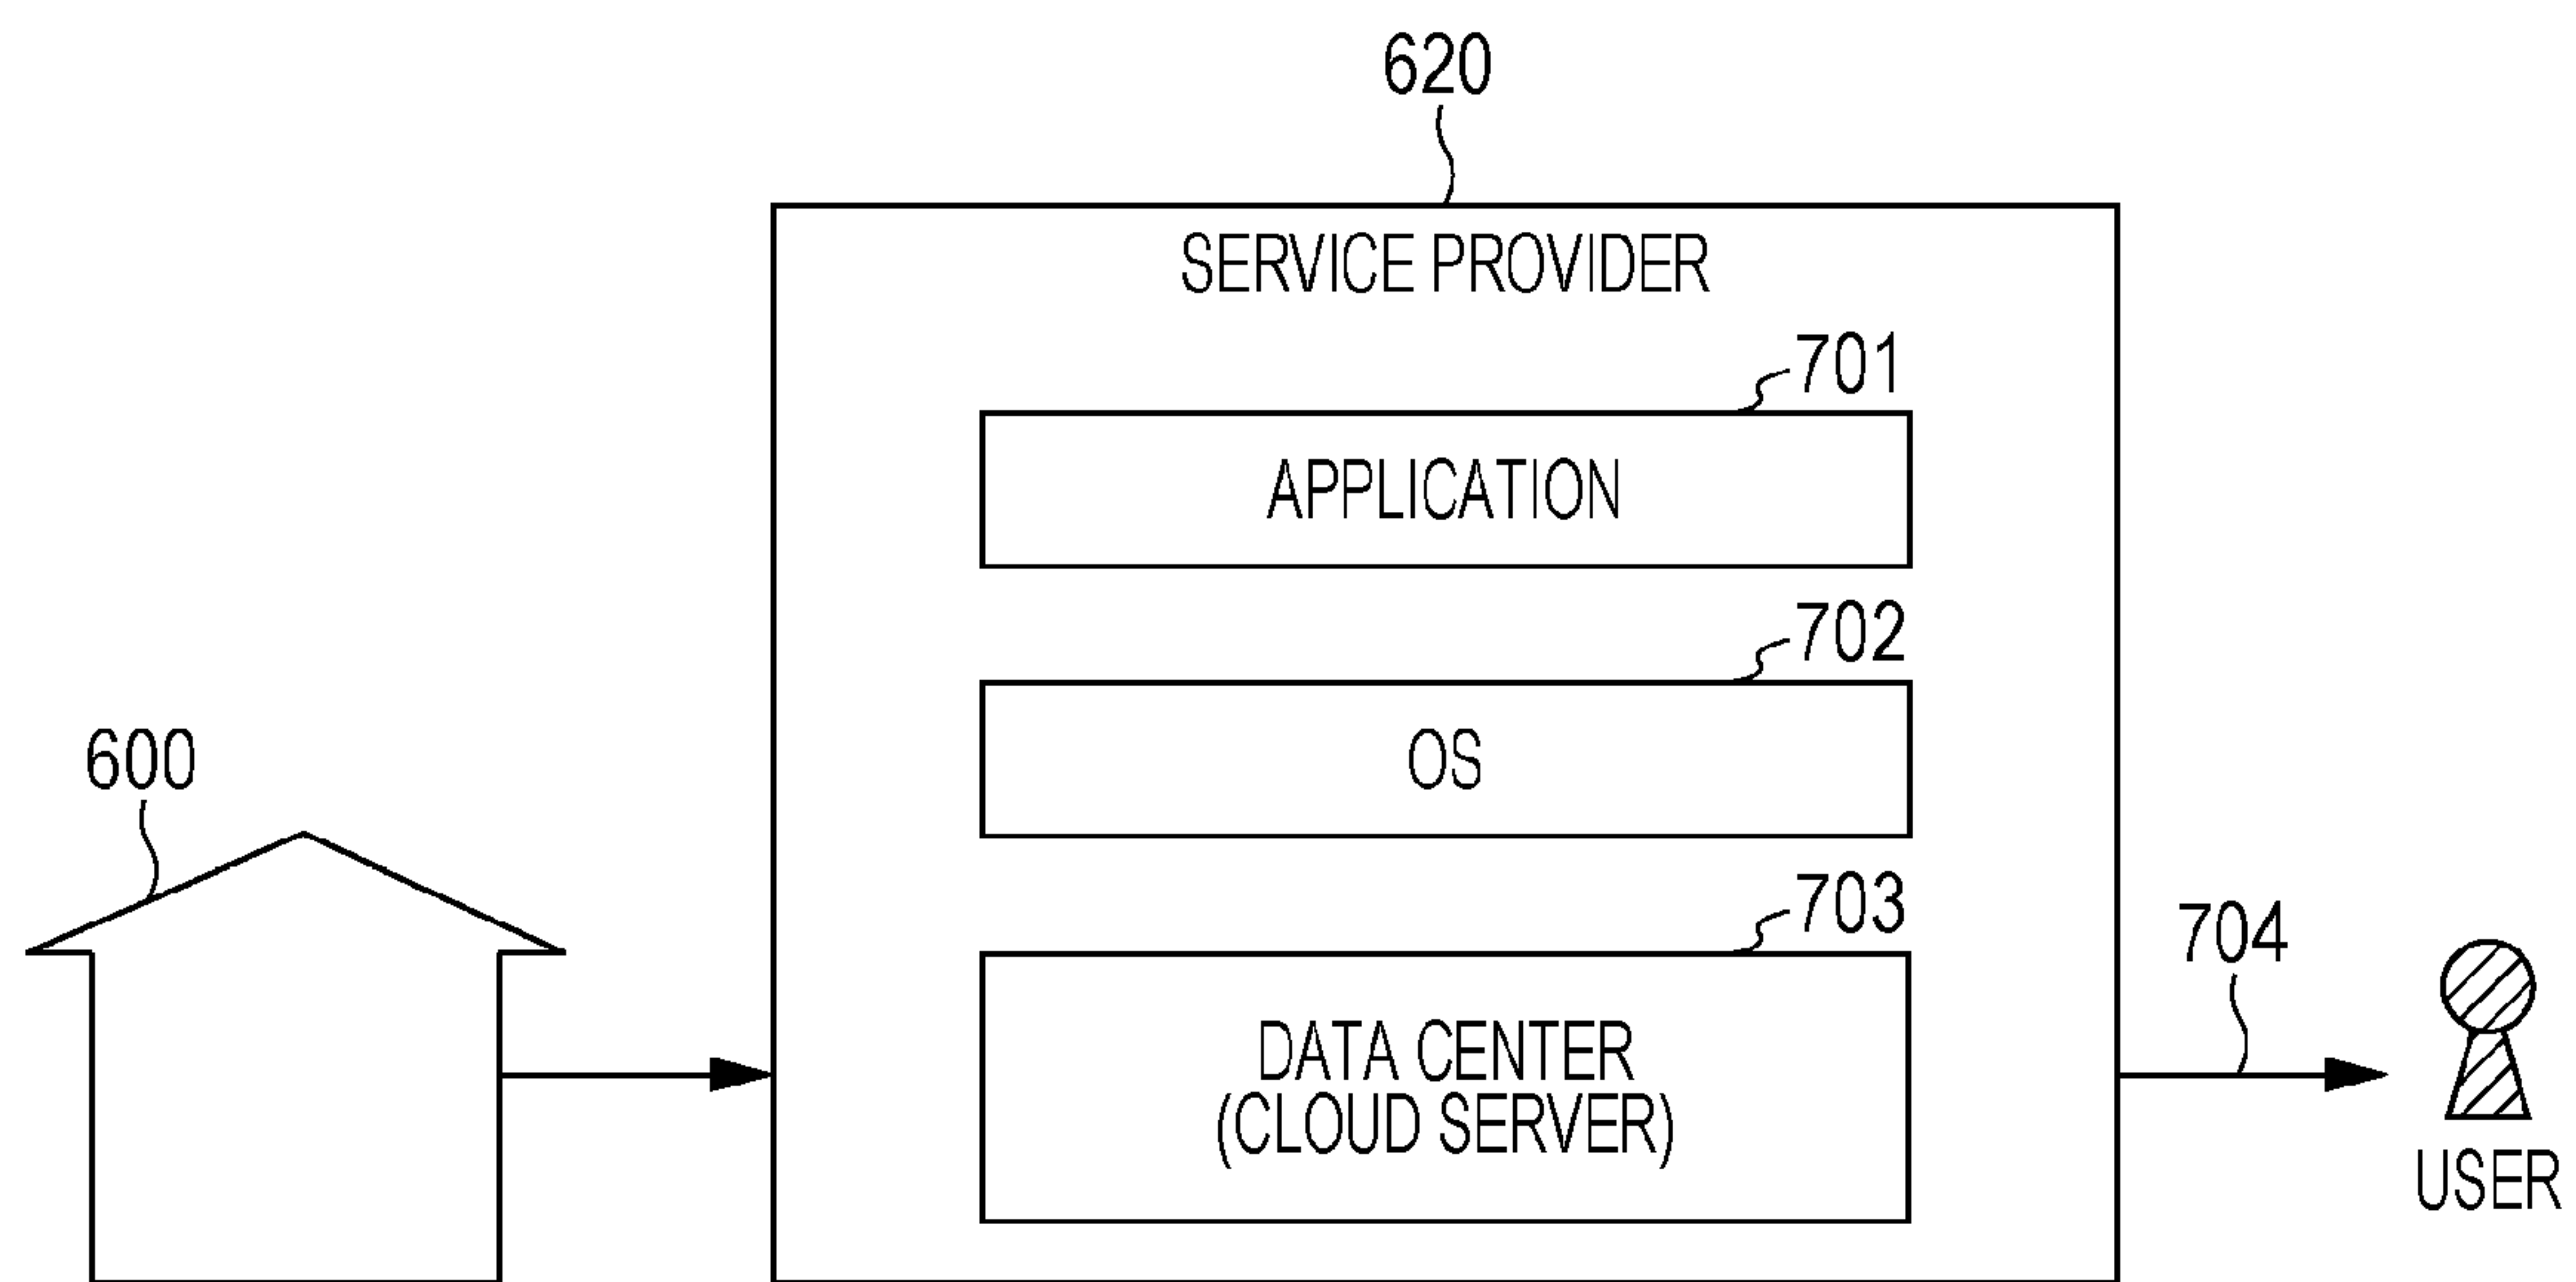 620
SERVICE PROVIDER
701
APPLICATION
702
OS
600
703
DATA CENTER
(CLOUD SERVER)
704
USER